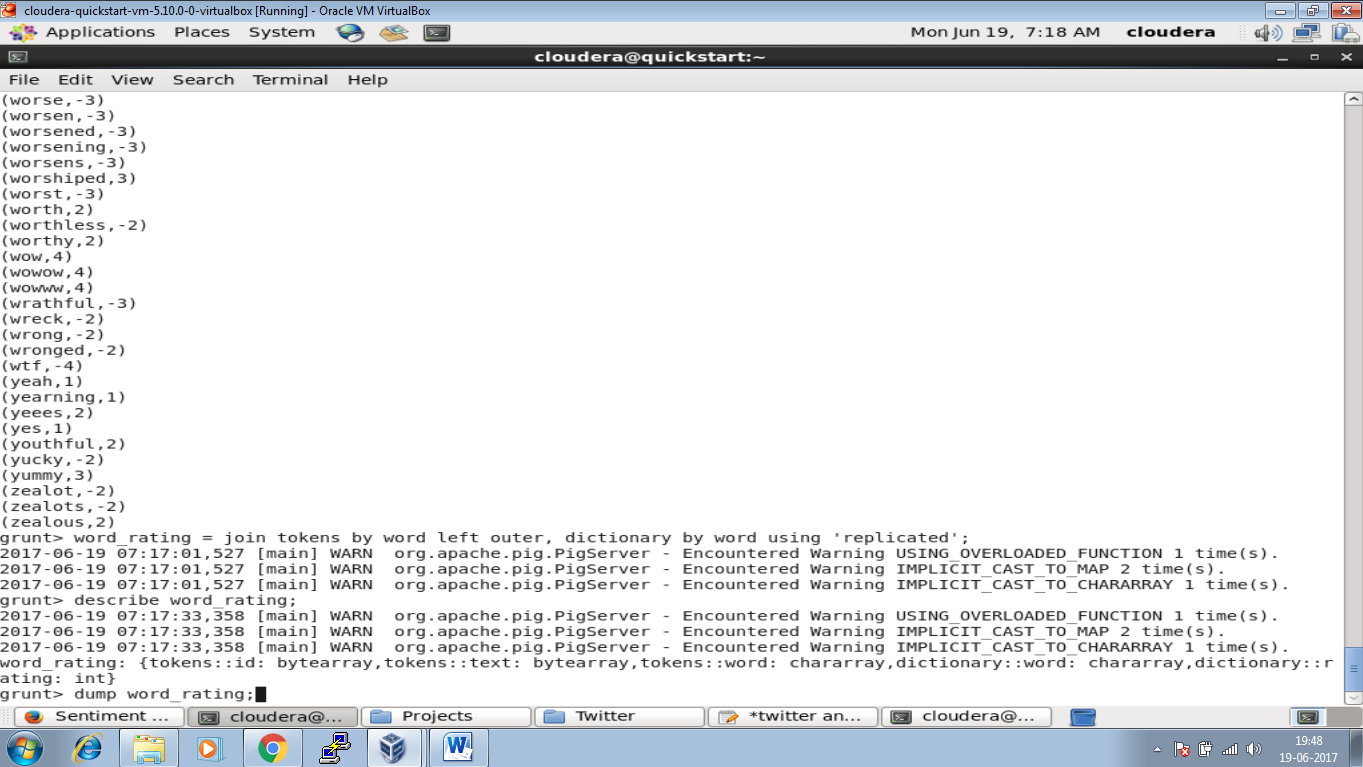 cloudera-quickstart-vm-5.10.0-0-virtualbox [Running] - Oracle VM VirtualBox
Applications Places System Mon Jun 19, 7:18 AM cloudera
cloudera@quickstart:~
File Edit View Search Terminal Help
(worse,-3)
(worsen,-3)
(worsened,-3)
(worsening,-3)
(worsens,-3)
(worshiped,3)
(worst,-3)
(worth,2)
(worthless,-2)
(worthy,2)
(wow,4)
(wowow,4)
(wowww,4)
(wrathful,-3)
(wreck,-2)
(wrong,-2)
(wronged,-2)
(wtf,-4)
(yeah,1)
(yearning,1)
(yeees,2)
(yes,1)
(youthful,2)
(yucky,-2)
(yummy,3)
(zealot,-2)
(zealots,-2)
(zealous,2)
grunt> word_rating = join tokens by word left outer, dictionary by word using 'replicated';
2017-06-19 07:17:01,527 [main] WARN  org.apache.pig.PigServer - Encountered Warning USING_OVERLOADED_FUNCTION 1 time(s).
2017-06-19 07:17:01,527 [main] WARN  org.apache.pig.PigServer - Encountered Warning IMPLICIT_CAST_TO_MAP 2 time(s).
2017-06-19 07:17:01,527 [main] WARN  org.apache.pig.PigServer - Encountered Warning IMPLICIT_CAST_TO_CHARARRAY 1 time(s).
grunt> describe word_rating;
2017-06-19 07:17:33,358 [main] WARN  org.apache.pig.PigServer - Encountered Warning USING_OVERLOADED_FUNCTION 1 time(s).
2017-06-19 07:17:33,358 [main] WARN  org.apache.pig.PigServer - Encountered Warning IMPLICIT_CAST_TO_MAP 2 time(s).
2017-06-19 07:17:33,358 [main] WARN  org.apache.pig.PigServer - Encountered Warning IMPLICIT_CAST_TO_CHARARRAY 1 time(s).
word_rating: {tokens::id: bytearray,tokens::text: bytearray,tokens::word: chararray,dictionary::word: chararray,dictionary::r
ating: int}
grunt> dump word_rating;
Sentiment ... cloudera@... Projects Twitter *twitter an... cloudera@...
19:48
19-06-2017